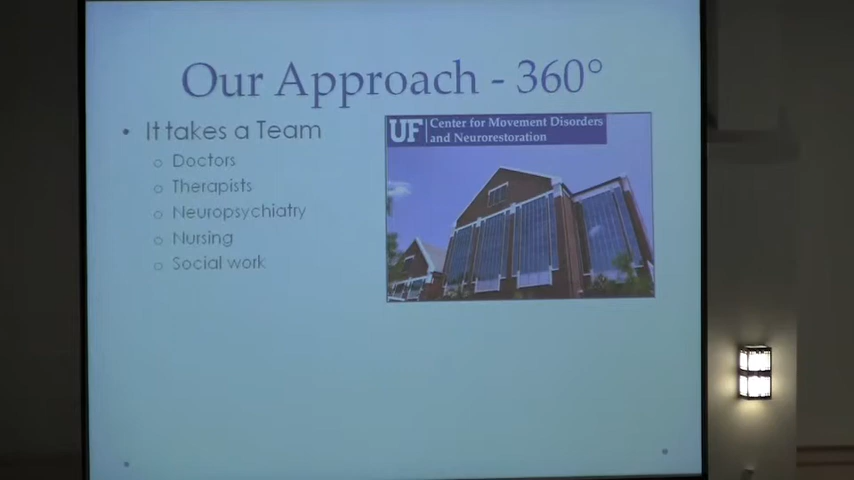 Our Approach - 360°
• It takes a Team
o Doctors
o Therapists
o Neuropsychiatry
o Nursing
o Social work
UF Center for Movement Disorders
and Neurorestoration